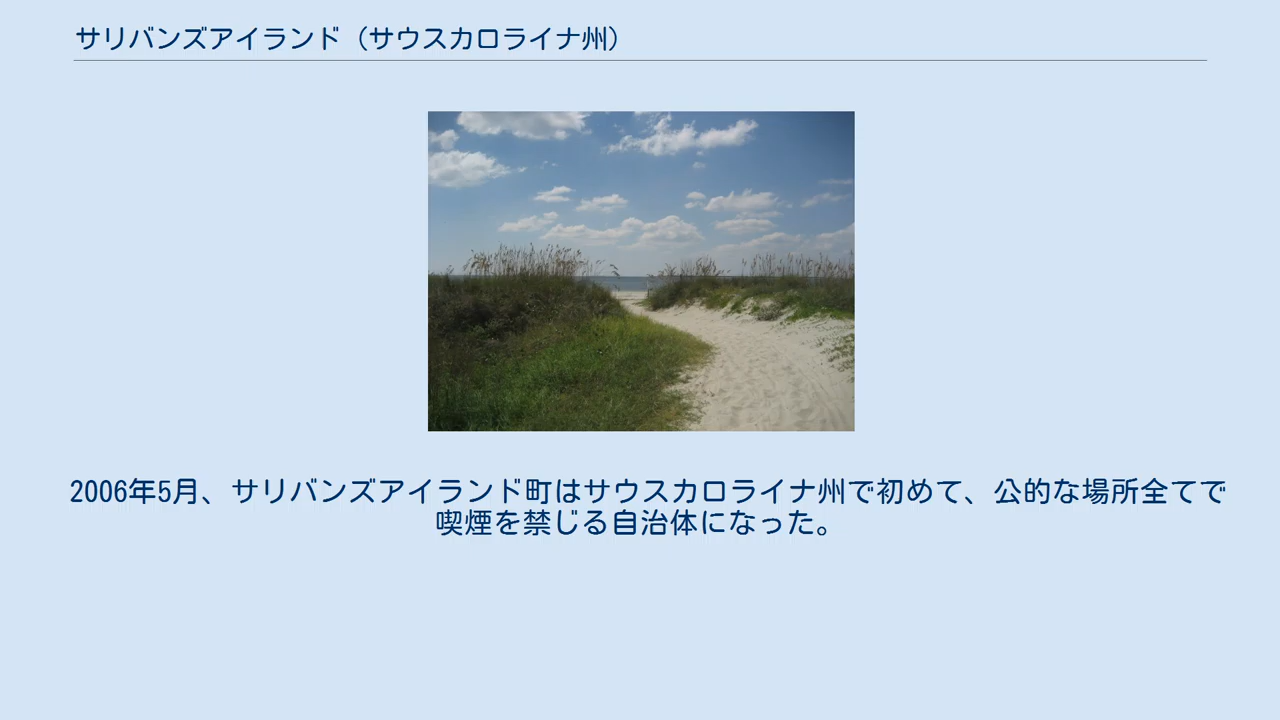 サリバンズアイランド（サウスカロライナ州）
2006年5月、サリバンズアイランド町はサウスカロライナ州で初めて、公的な場所全てで
喫煙を禁じる自治体になった。